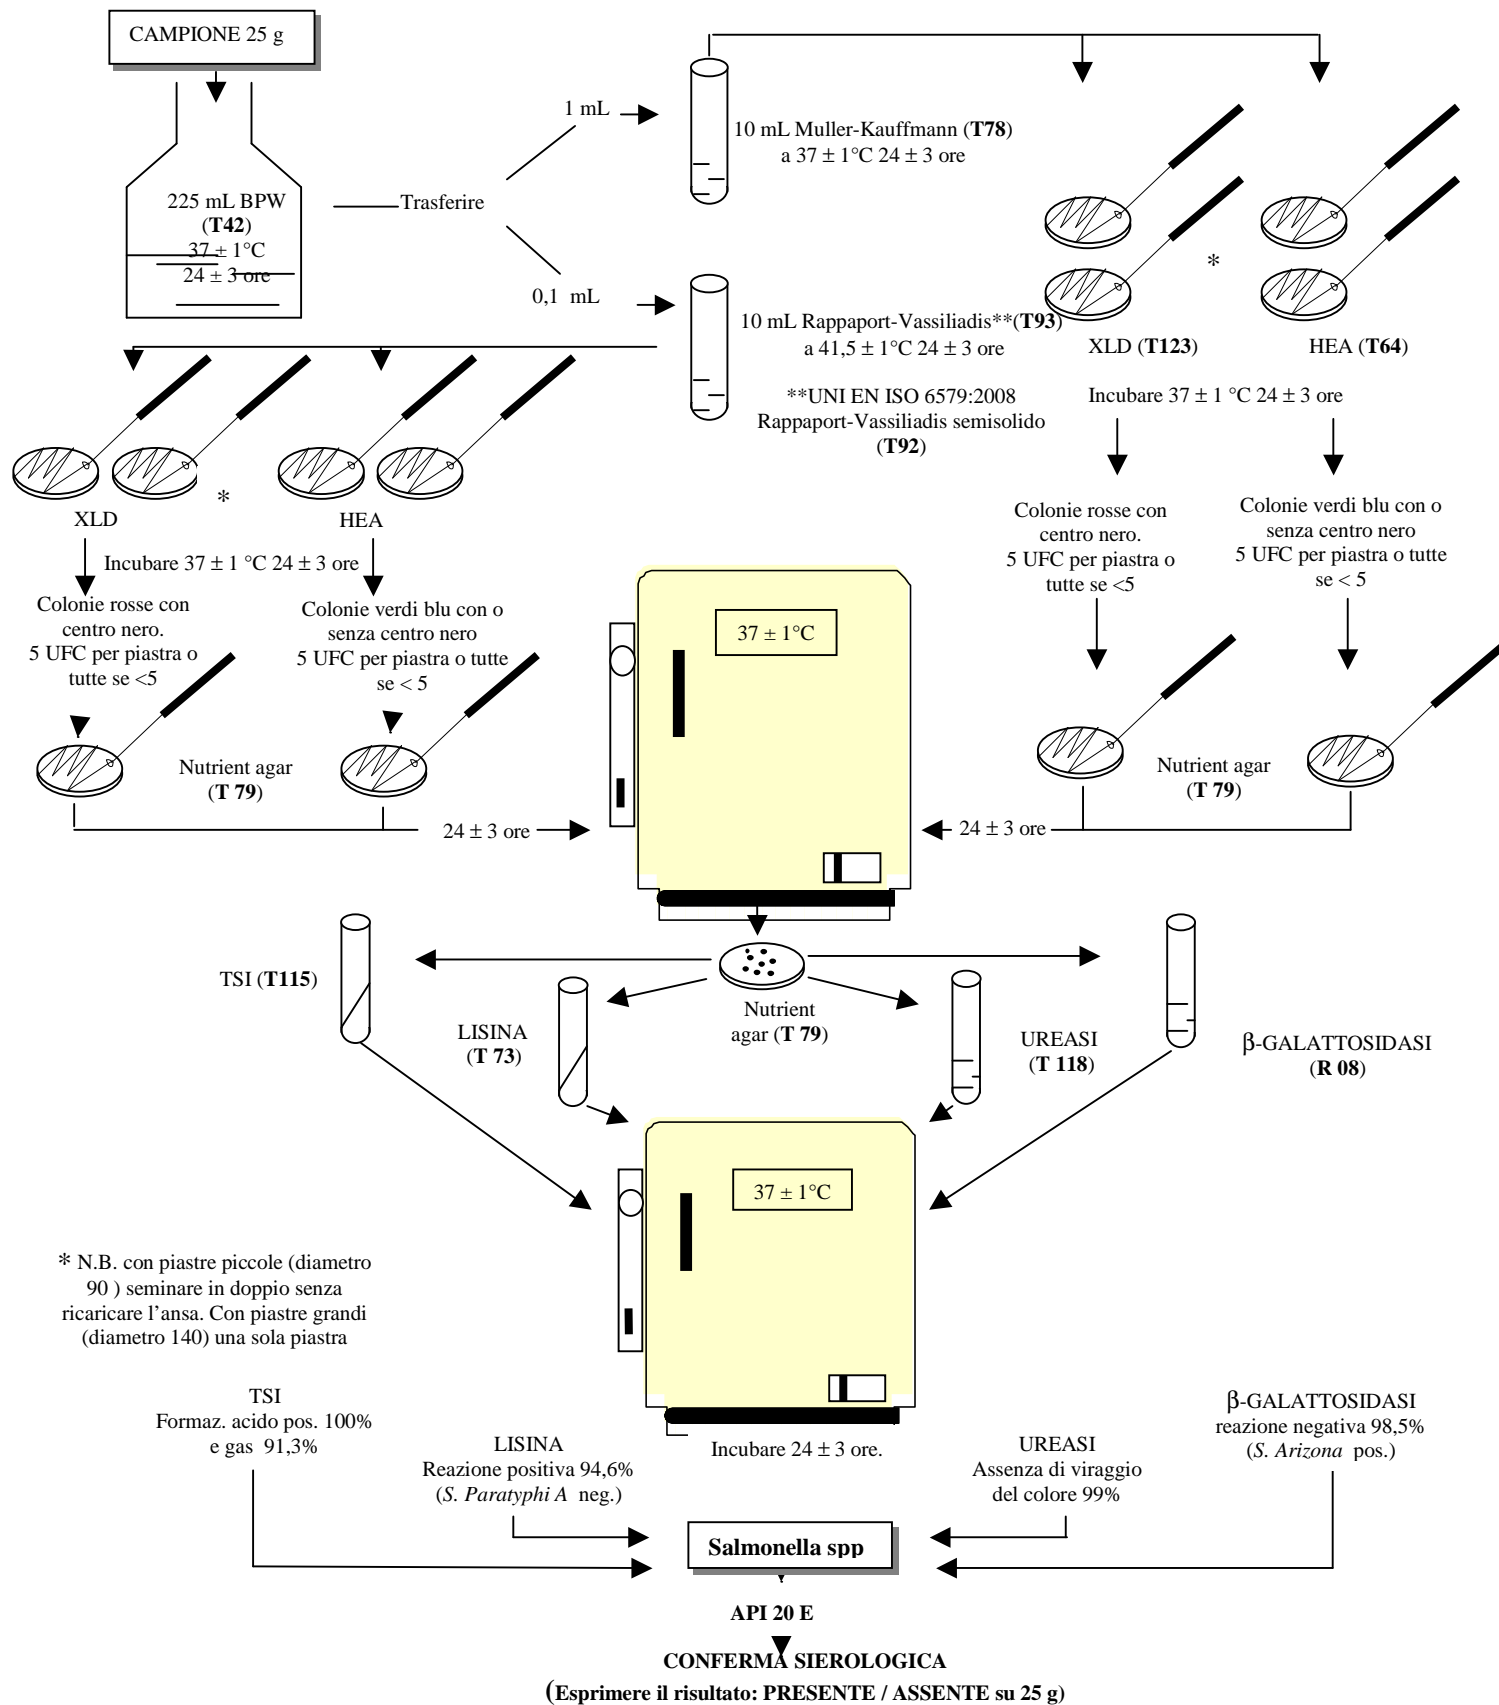 CAMPIONE 25 g
1 mL
10 mL Muller-Kauffmann (T78)
a 37 ± 1°C 24 ± 3 ore
225 mL BPW
(T42)
37 ± 1°C
24 ± 3 ore
Trasferire
0,1 mL
10 mL Rappaport-Vassiliadis**(T93)
a 41,5 ± 1°C 24 ± 3 ore
**UNI EN ISO 6579:2008
Rappaport-Vassiliadis semisolido
(T92)
*
XLD (T123)
HEA (T64)
Incubare 37 ± 1 °C 24 ± 3 ore
Colonie rosse con
centro nero.
5 UFC per piastra o
tutte se <5
Colonie verdi blu con o
senza centro nero
5 UFC per piastra o tutte
se < 5
*
XLD
HEA
Incubare 37 ± 1 °C 24 ± 3 ore
Colonie rosse con
centro nero.
5 UFC per piastra o
tutte se <5
Colonie verdi blu con o
senza centro nero
5 UFC per piastra o tutte
se < 5
37 ± 1°C
Nutrient agar
(T 79)
Nutrient agar
(T 79)
24 ± 3 ore
24 ± 3 ore
TSI (T115)
LISINA
(T 73)
Nutrient
agar (T 79)
UREASI
(T 118)
β-GALATTOSIDASI
(R 08)
37 ± 1°C
* N.B. con piastre piccole (diametro
90 ) seminare in doppio senza
ricaricare l’ansa. Con piastre grandi
(diametro 140) una sola piastra
TSI
Formaz. acido pos. 100%
e gas 91,3%
LISINA
Reazione positiva 94,6%
(S. Paratyphi A neg.)
Incubare 24 ± 3 ore.
UREASI
Assenza di viraggio
del colore 99%
β-GALATTOSIDASI
reazione negativa 98,5%
(S. Arizona pos.)
Salmonella spp
API 20 E
CONFERMA SIEROLOGICA
(Esprimere il risultato: PRESENTE / ASSENTE su 25 g)